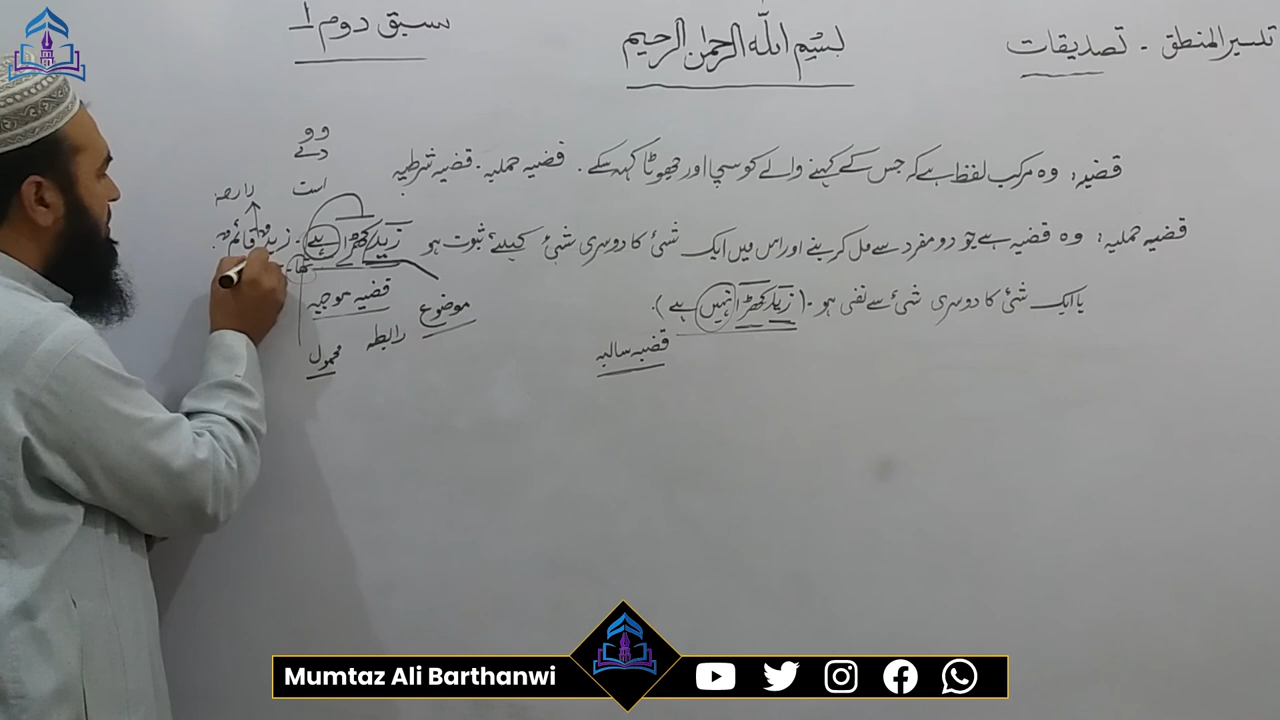 تیسیر المنطق - تصدیقات
بسم اللہ الرحمٰن الرحیم
سبق دوم ا
قضیہ: وہ مرکب لفظ ہے کہ جس کے کہنے والے کو سچا اور جھوٹا کہہ سکے . قضیہ حملیہ . قضیہ شرطیہ
است
قضیہ حملیہ: وہ قضیہ ہے جو دو مفرد سے مل کر بنے اور اس میں ایک شئ کا دوسری شئ کیلئے ثبوت ہو زید کھڑا ہے . زید قائم .
تھا
یا ایک شئ کا دوسری شئ سے نفی ہو . (زید کھڑا نہیں ہے).
قضیہ سالبہ
قضیہ موجبہ
موضوع
رابطہ
محمول
Mumtaz Ali Barthanwi